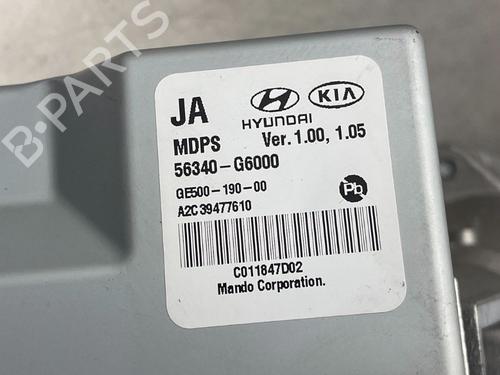 B-PARTS
JA HYUNDAI KIA
MDPS Ver.1.00, 1.05
56340-G6000
GE500-190-00
A2C39477610
Pb
C011847D02
Mando Corporation.